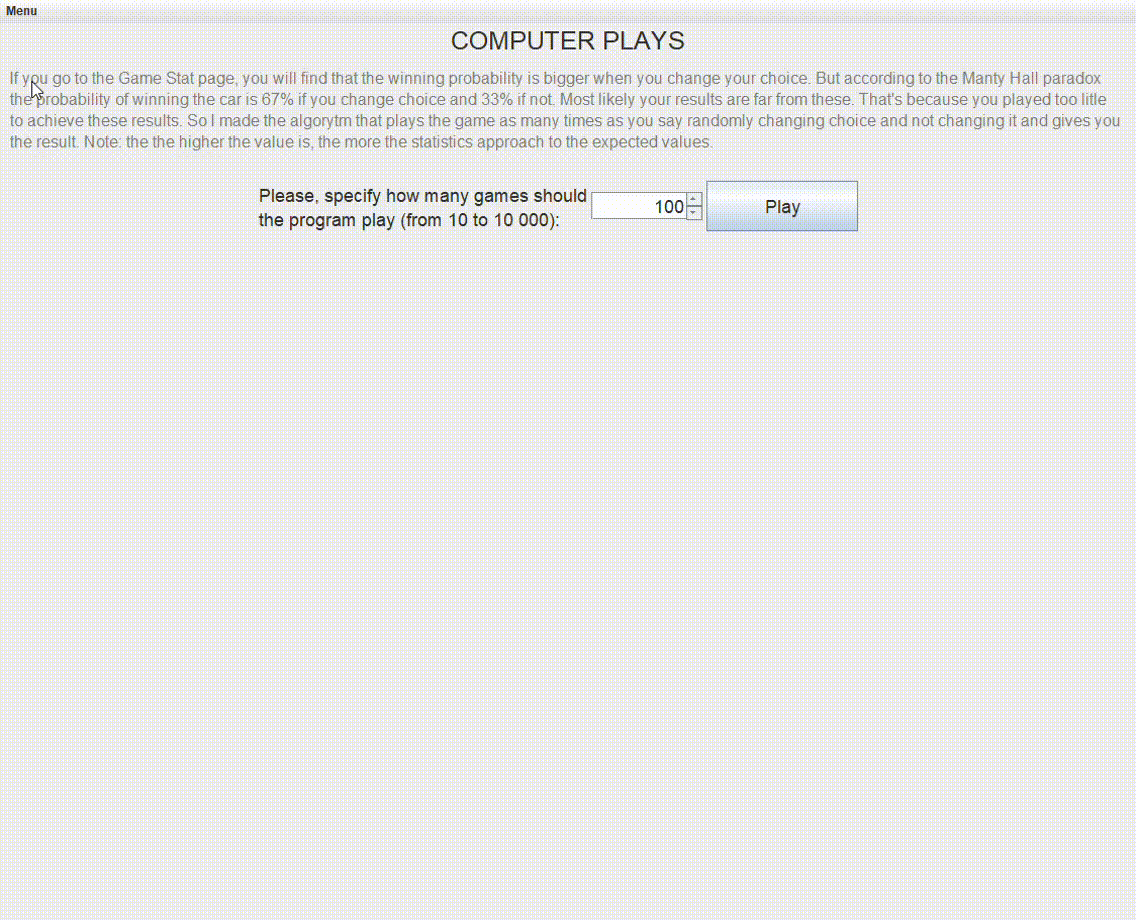 Menu
COMPUTER PLAYS
If you go to the Game Stat page, you will find that the winning probability is bigger when you change your choice. But according to the Manty Hall paradox
the probability of winning the car is 67% if you change choice and 33% if not. Most likely your results are far from these. That's because you played too little
to achieve these results. So I made the algorytm that plays the game as many times as you say randomly changing choice and not changing it and gives you
the result. Note: the the higher the value is, the more the statistics approach to the expected values.
Please, specify how many games should
the program play (from 10 to 10 000):
100
Play